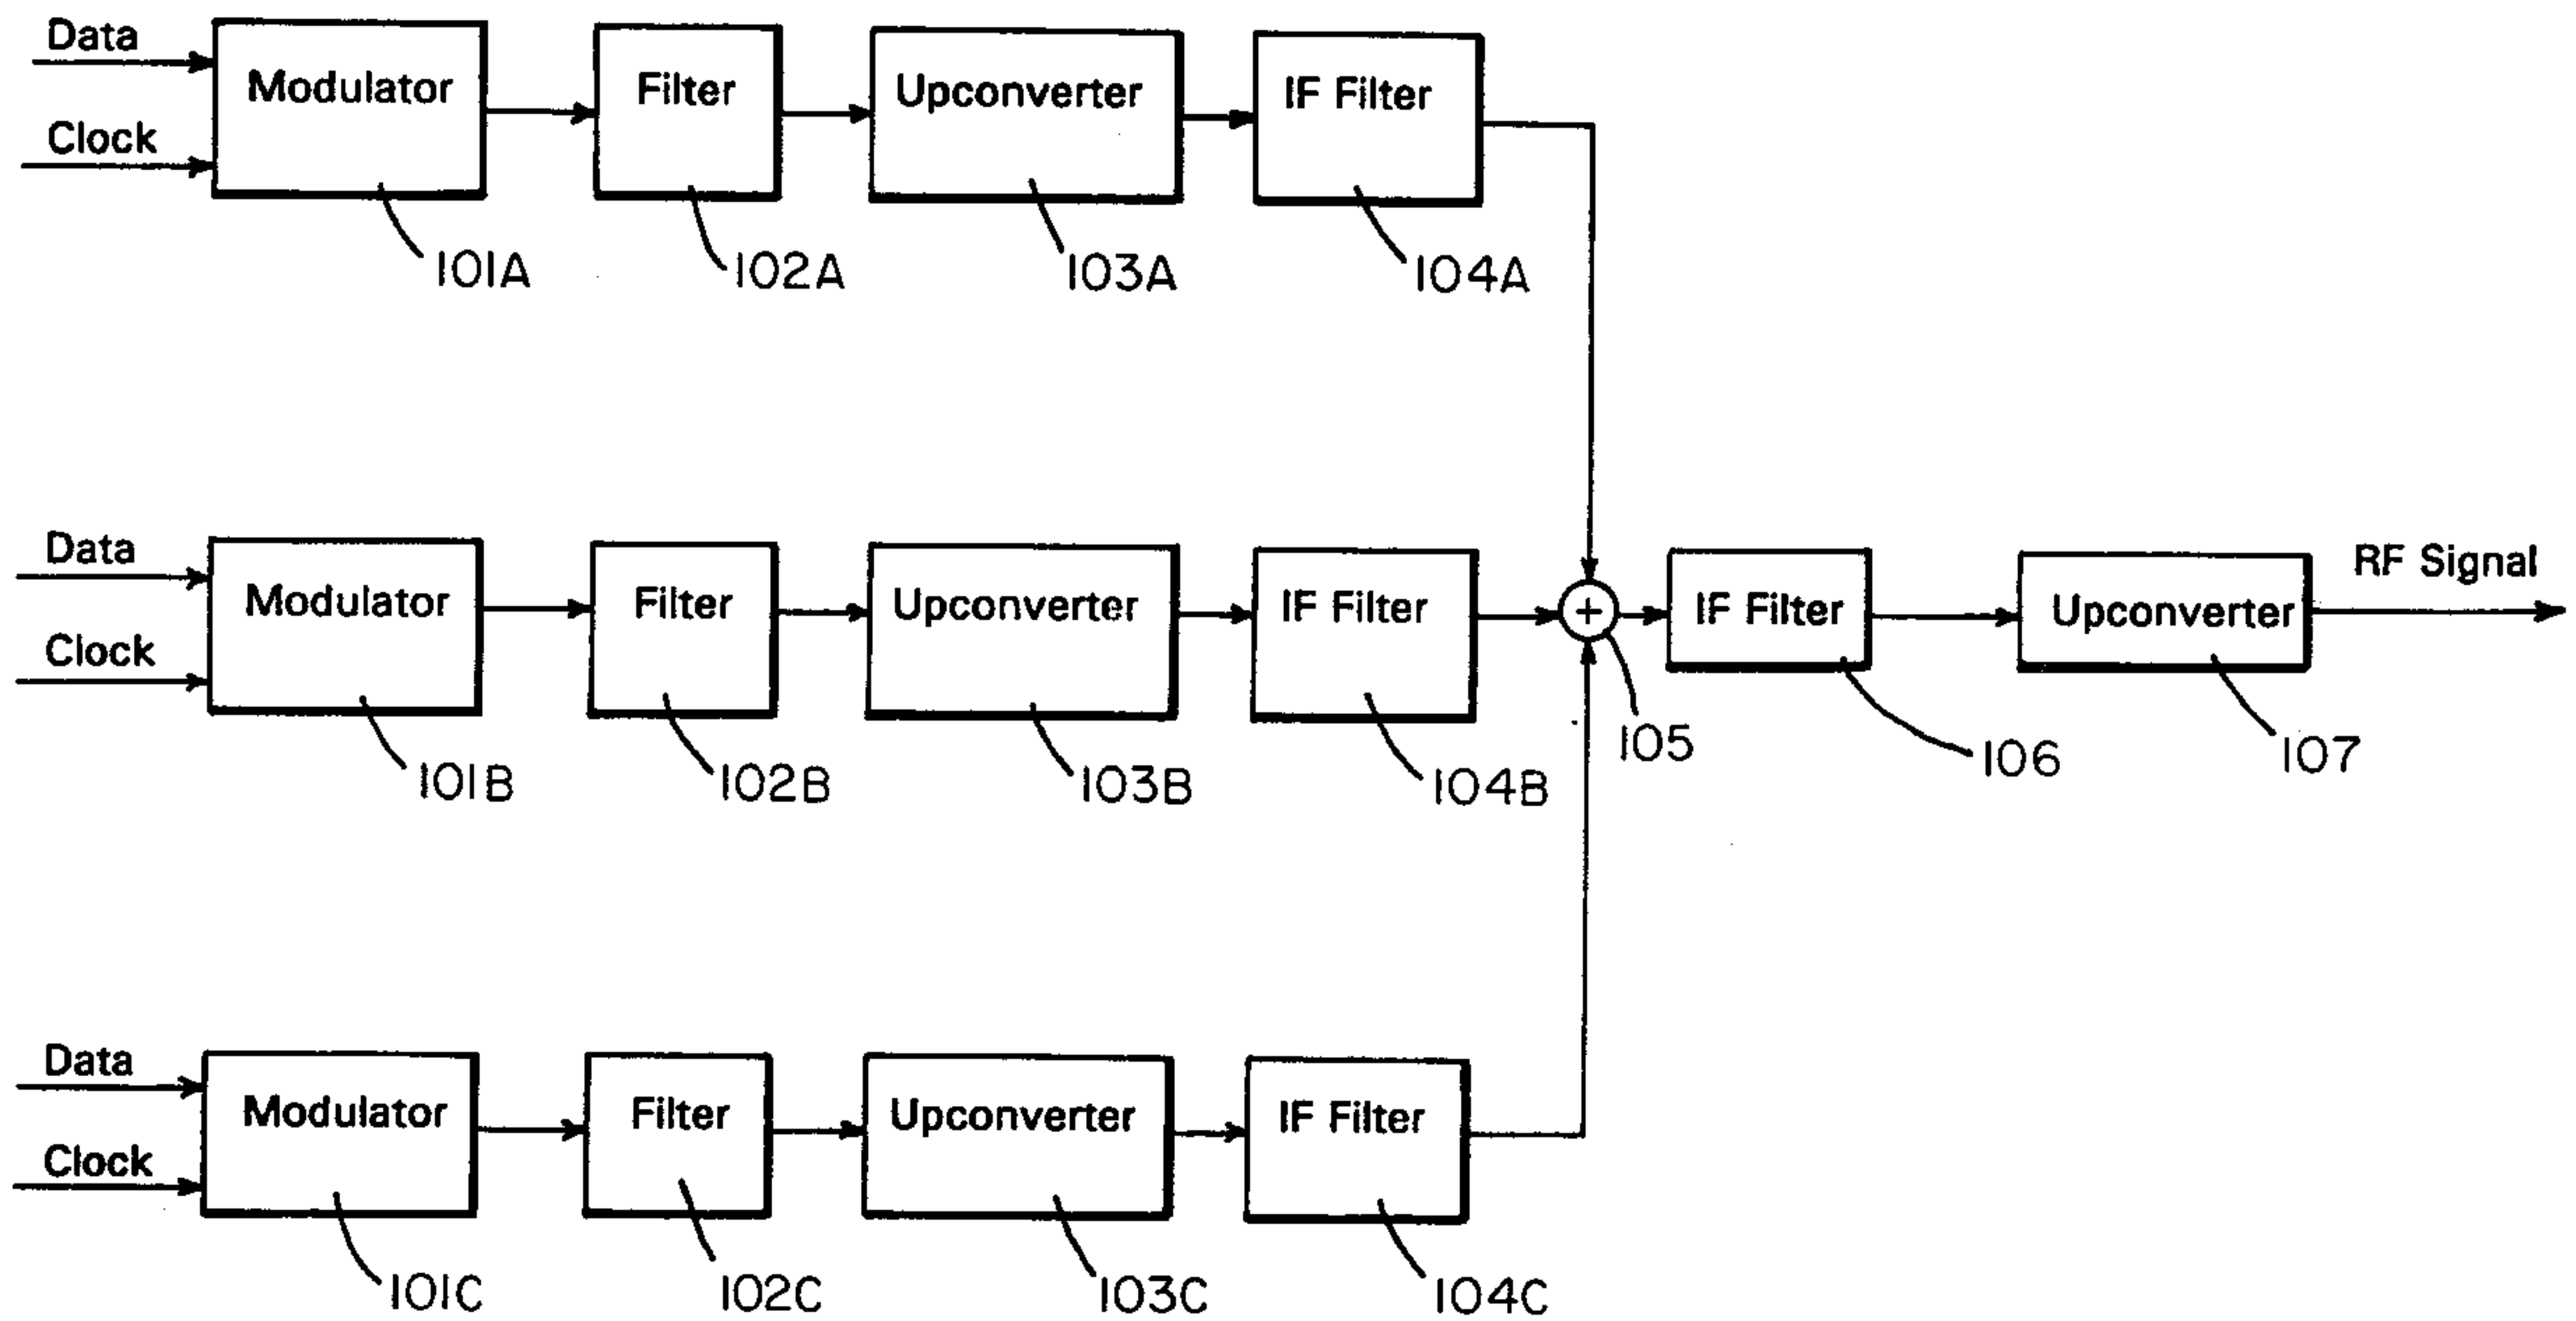 Data
Modulator
Filter
Upconverter
IF Filter
Clock
101A
102A
103A
104A
Data
Modulator
Filter
Upconverter
IF Filter
+
IF Filter
Upconverter
RF Signal
Clock
101B
102B
103B
104B
105
106
107
Data
Modulator
Filter
Upconverter
IF Filter
Clock
101C
102C
103C
104C